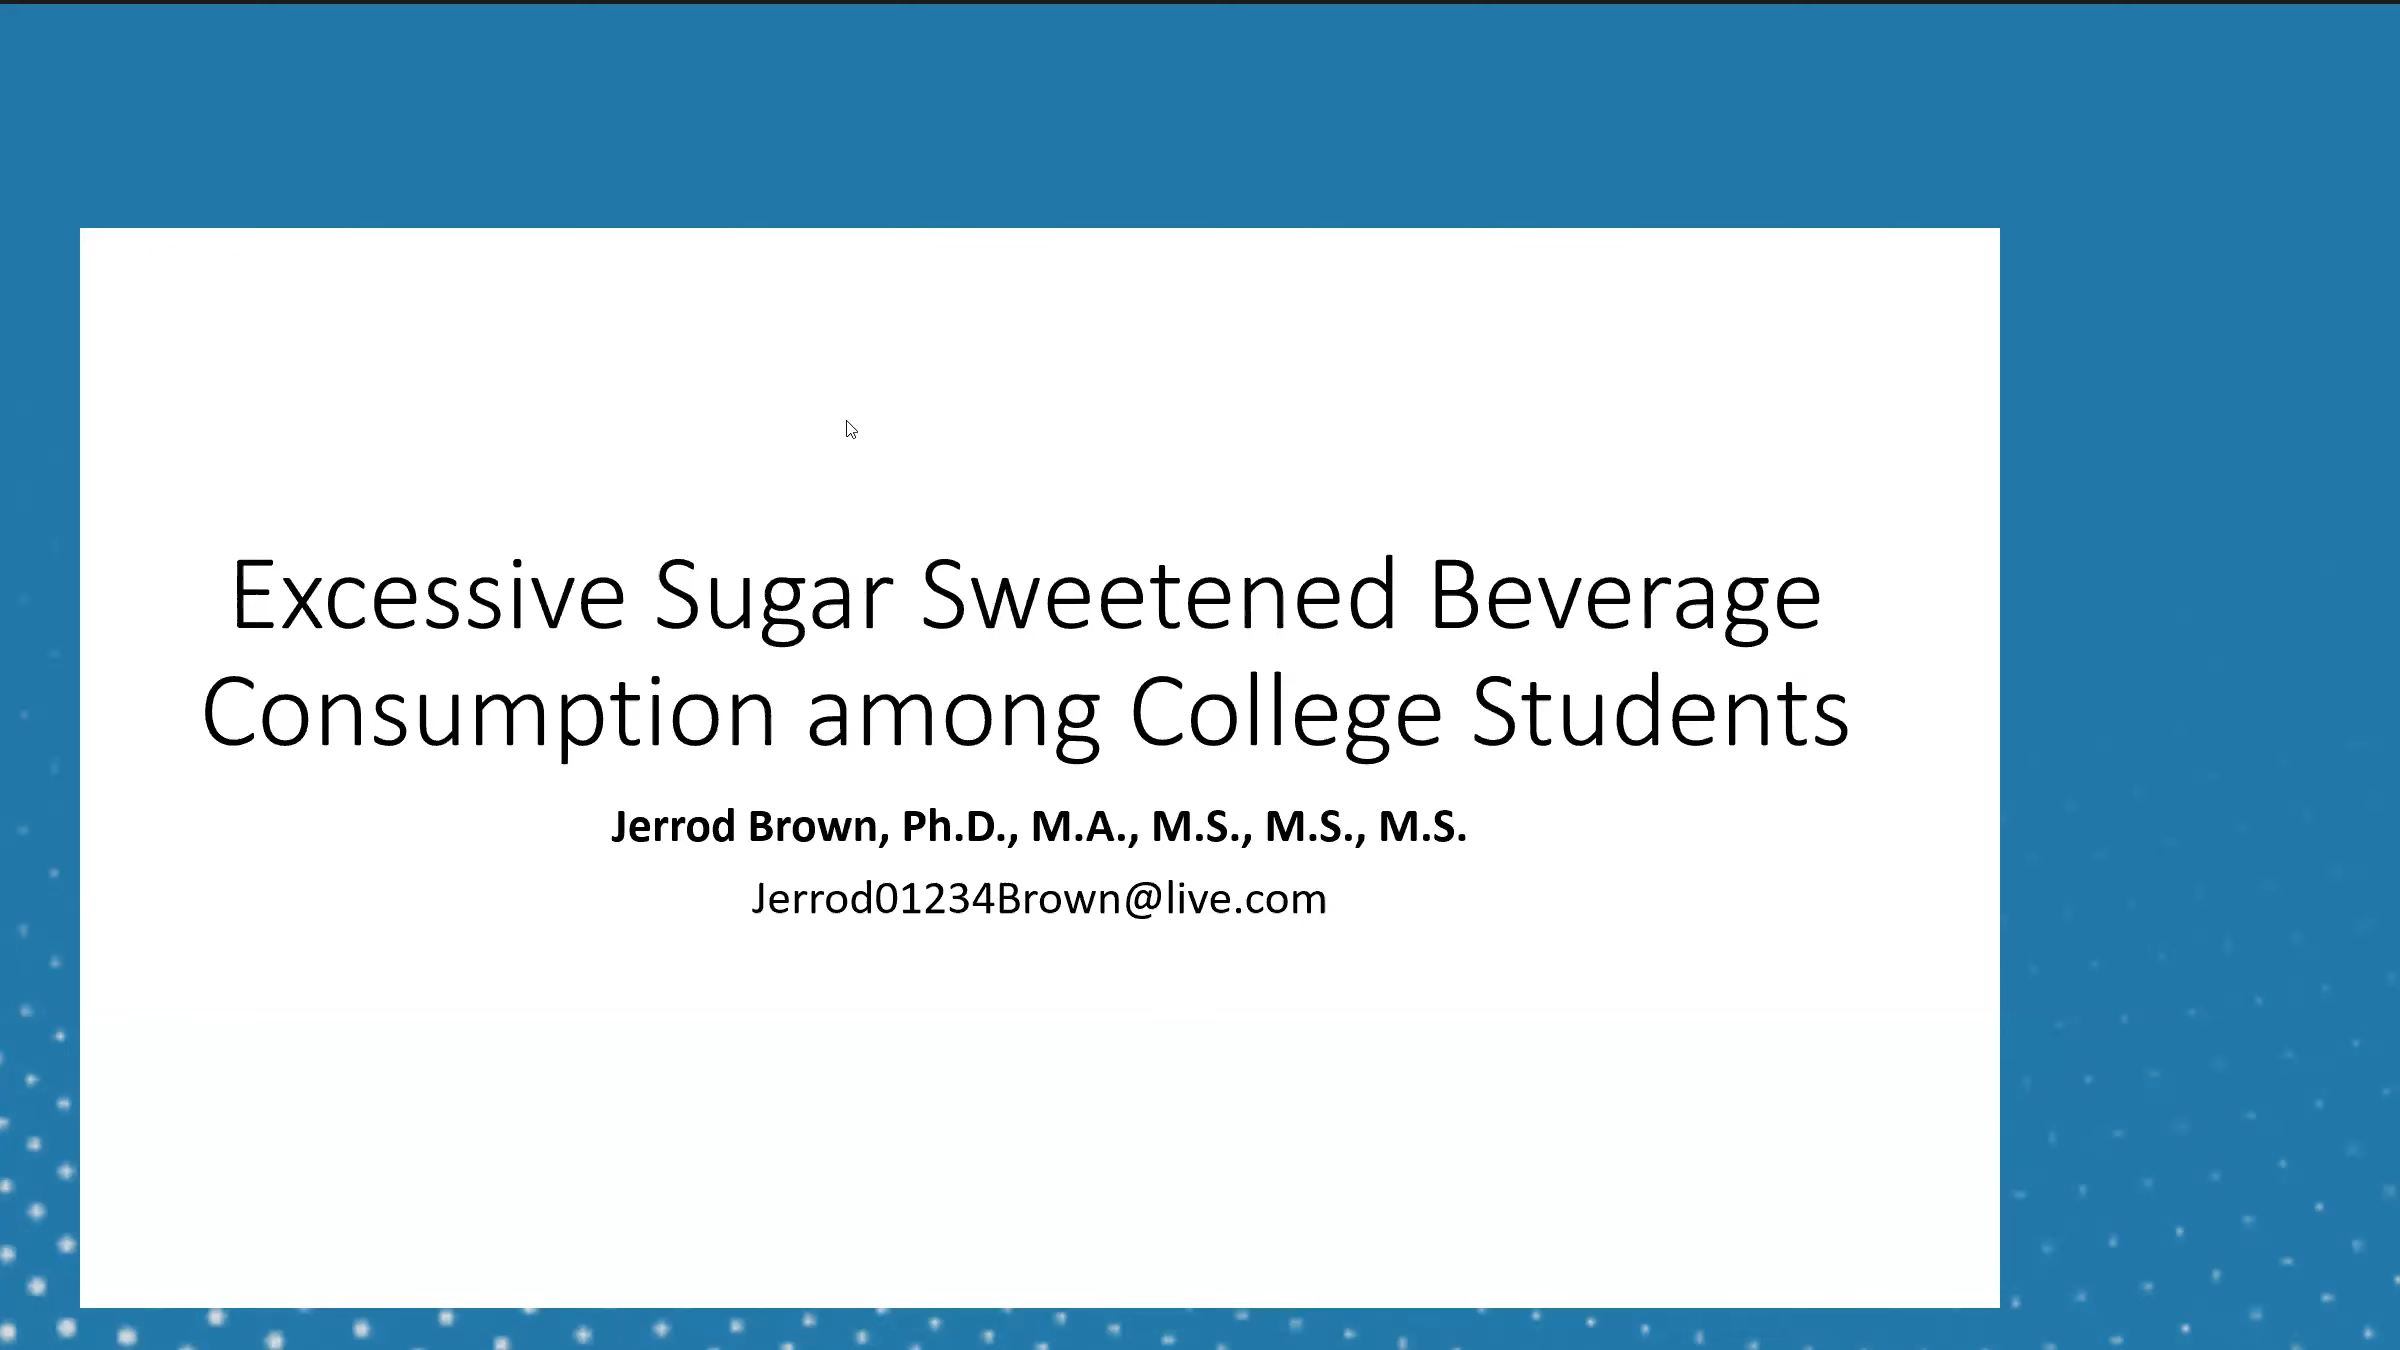 Excessive Sugar Sweetened Beverage
Consumption among College Students
Jerrod Brown, Ph.D., M.A., M.S., M.S., M.S.
Jerrod01234Brown@live.com